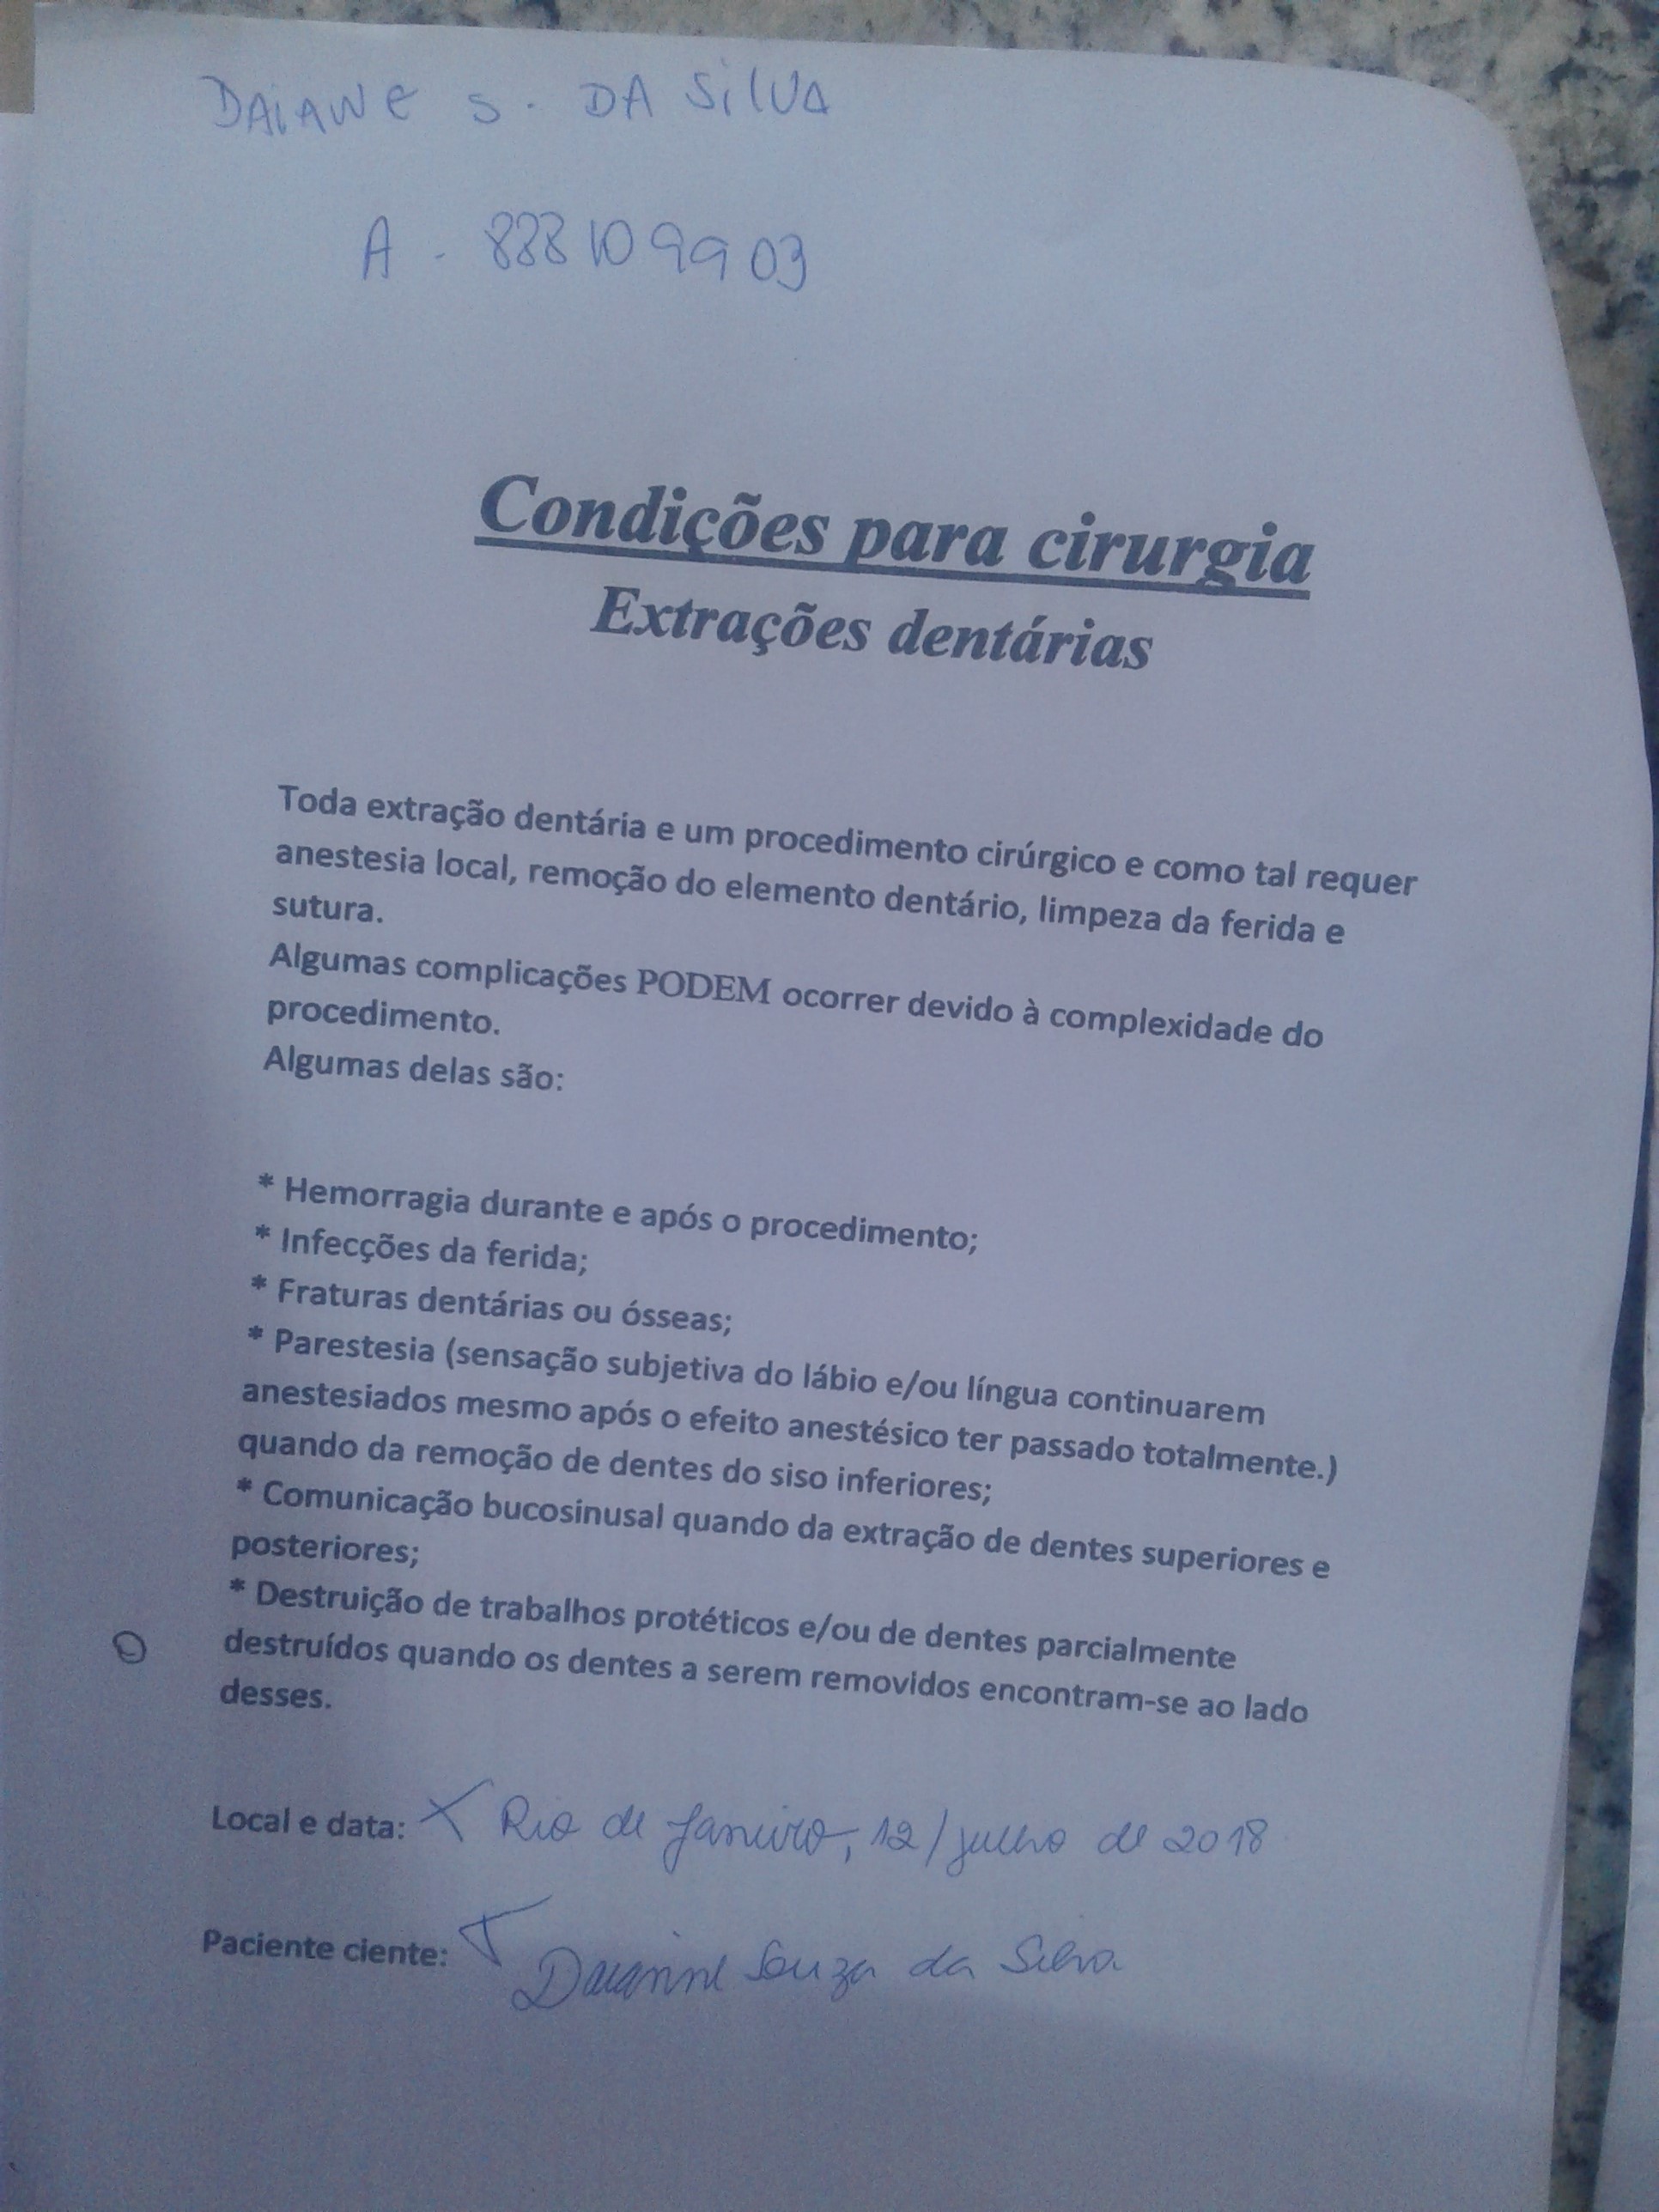 DAIANE S. DA SILVA
A - 888109903
Condições para cirurgia
Extrações dentárias
Toda extração dentária e um procedimento cirúrgico e como tal requer
anestesia local, remoção do elemento dentário, limpeza da ferida e
sutura.
Algumas complicações PODEM ocorrer devido à complexidade do
procedimento.
Algumas delas são:
* Hemorragia durante e após o procedimento;
* Infecções da ferida;
* Fraturas dentárias ou ósseas;
* Parestesia (sensação subjetiva do lábio e/ou língua continuarem
anestesiados mesmo após o efeito anestésico ter passado totalmente.)
quando da remoção de dentes do siso inferiores;
* Comunicação bucosinusal quando da extração de dentes superiores e
posteriores;
* Destruição de trabalhos protéticos e/ou de dentes parcialmente
destruídos quando os dentes a serem removidos encontram-se ao lado
desses.
Local e data: X Rio de Janeiro, 12/julho de 2018
Paciente ciente: Daianne Souza da Silva